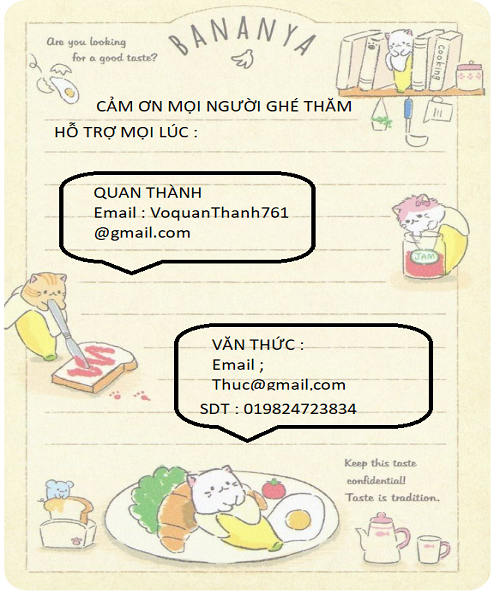 BANANYA
Are you looking
for a good taste?
Cooking
CẢM ƠN MỌI NGƯỜI GHÉ THĂM
HỖ TRỢ MỌI LÚC :
QUAN THÀNH
Email : VoquanThanh761
@gmail.com
JAM
VĂN THỨC :
Email ;
Thuc@gmail.com
SDT : 019824723834
Keep this taste
confidential!
Taste is tradition.